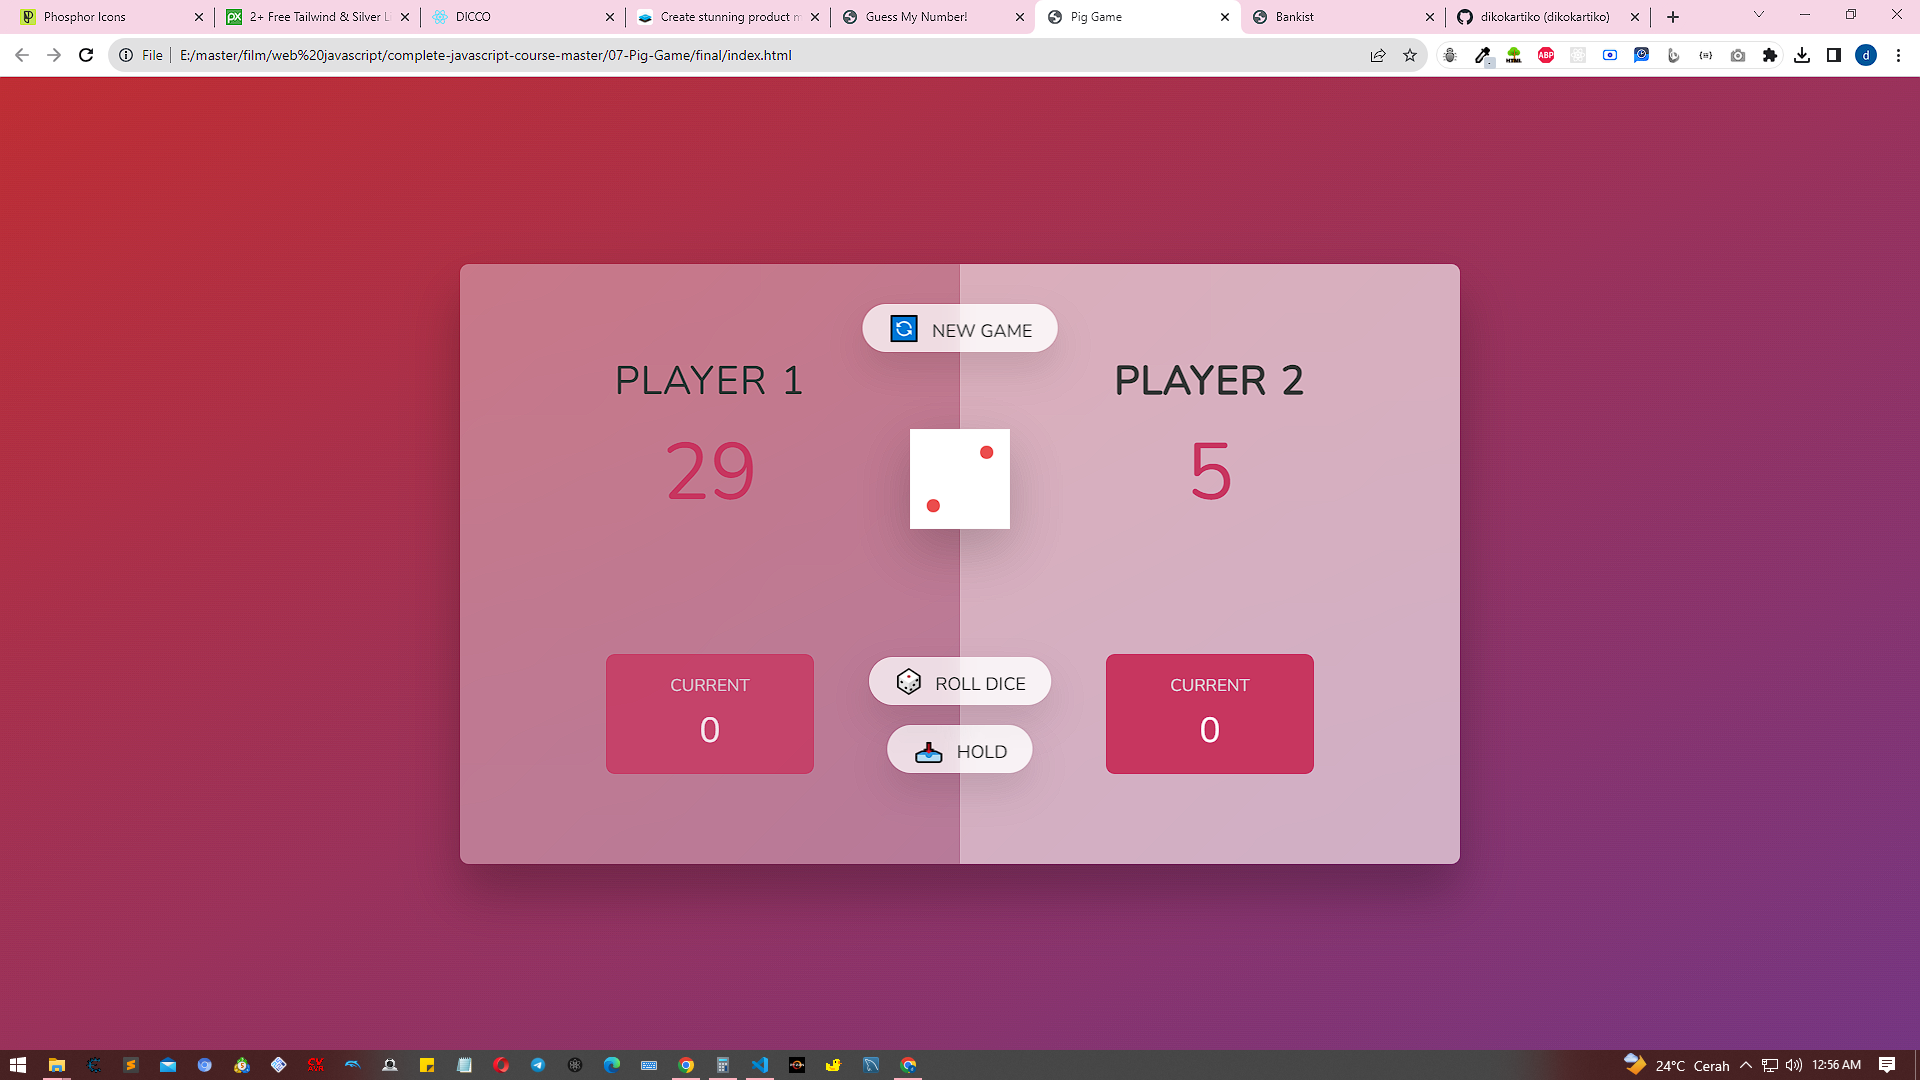 Phosphor Icons
2+ Free Tailwind & Silver L
DICCO
Create stunning product m
Guess My Number!
Pig Game
Bankist
dikokartiko (dikokartiko)
File
E:/master/film/web%20javascript/complete-javascript-course-master/07-Pig-Game/final/index.html
ABP
d
NEW GAME
PLAYER 1
PLAYER 2
29
5
CURRENT
0
ROLL DICE
HOLD
CURRENT
0
24°C Cerah
12:56 AM